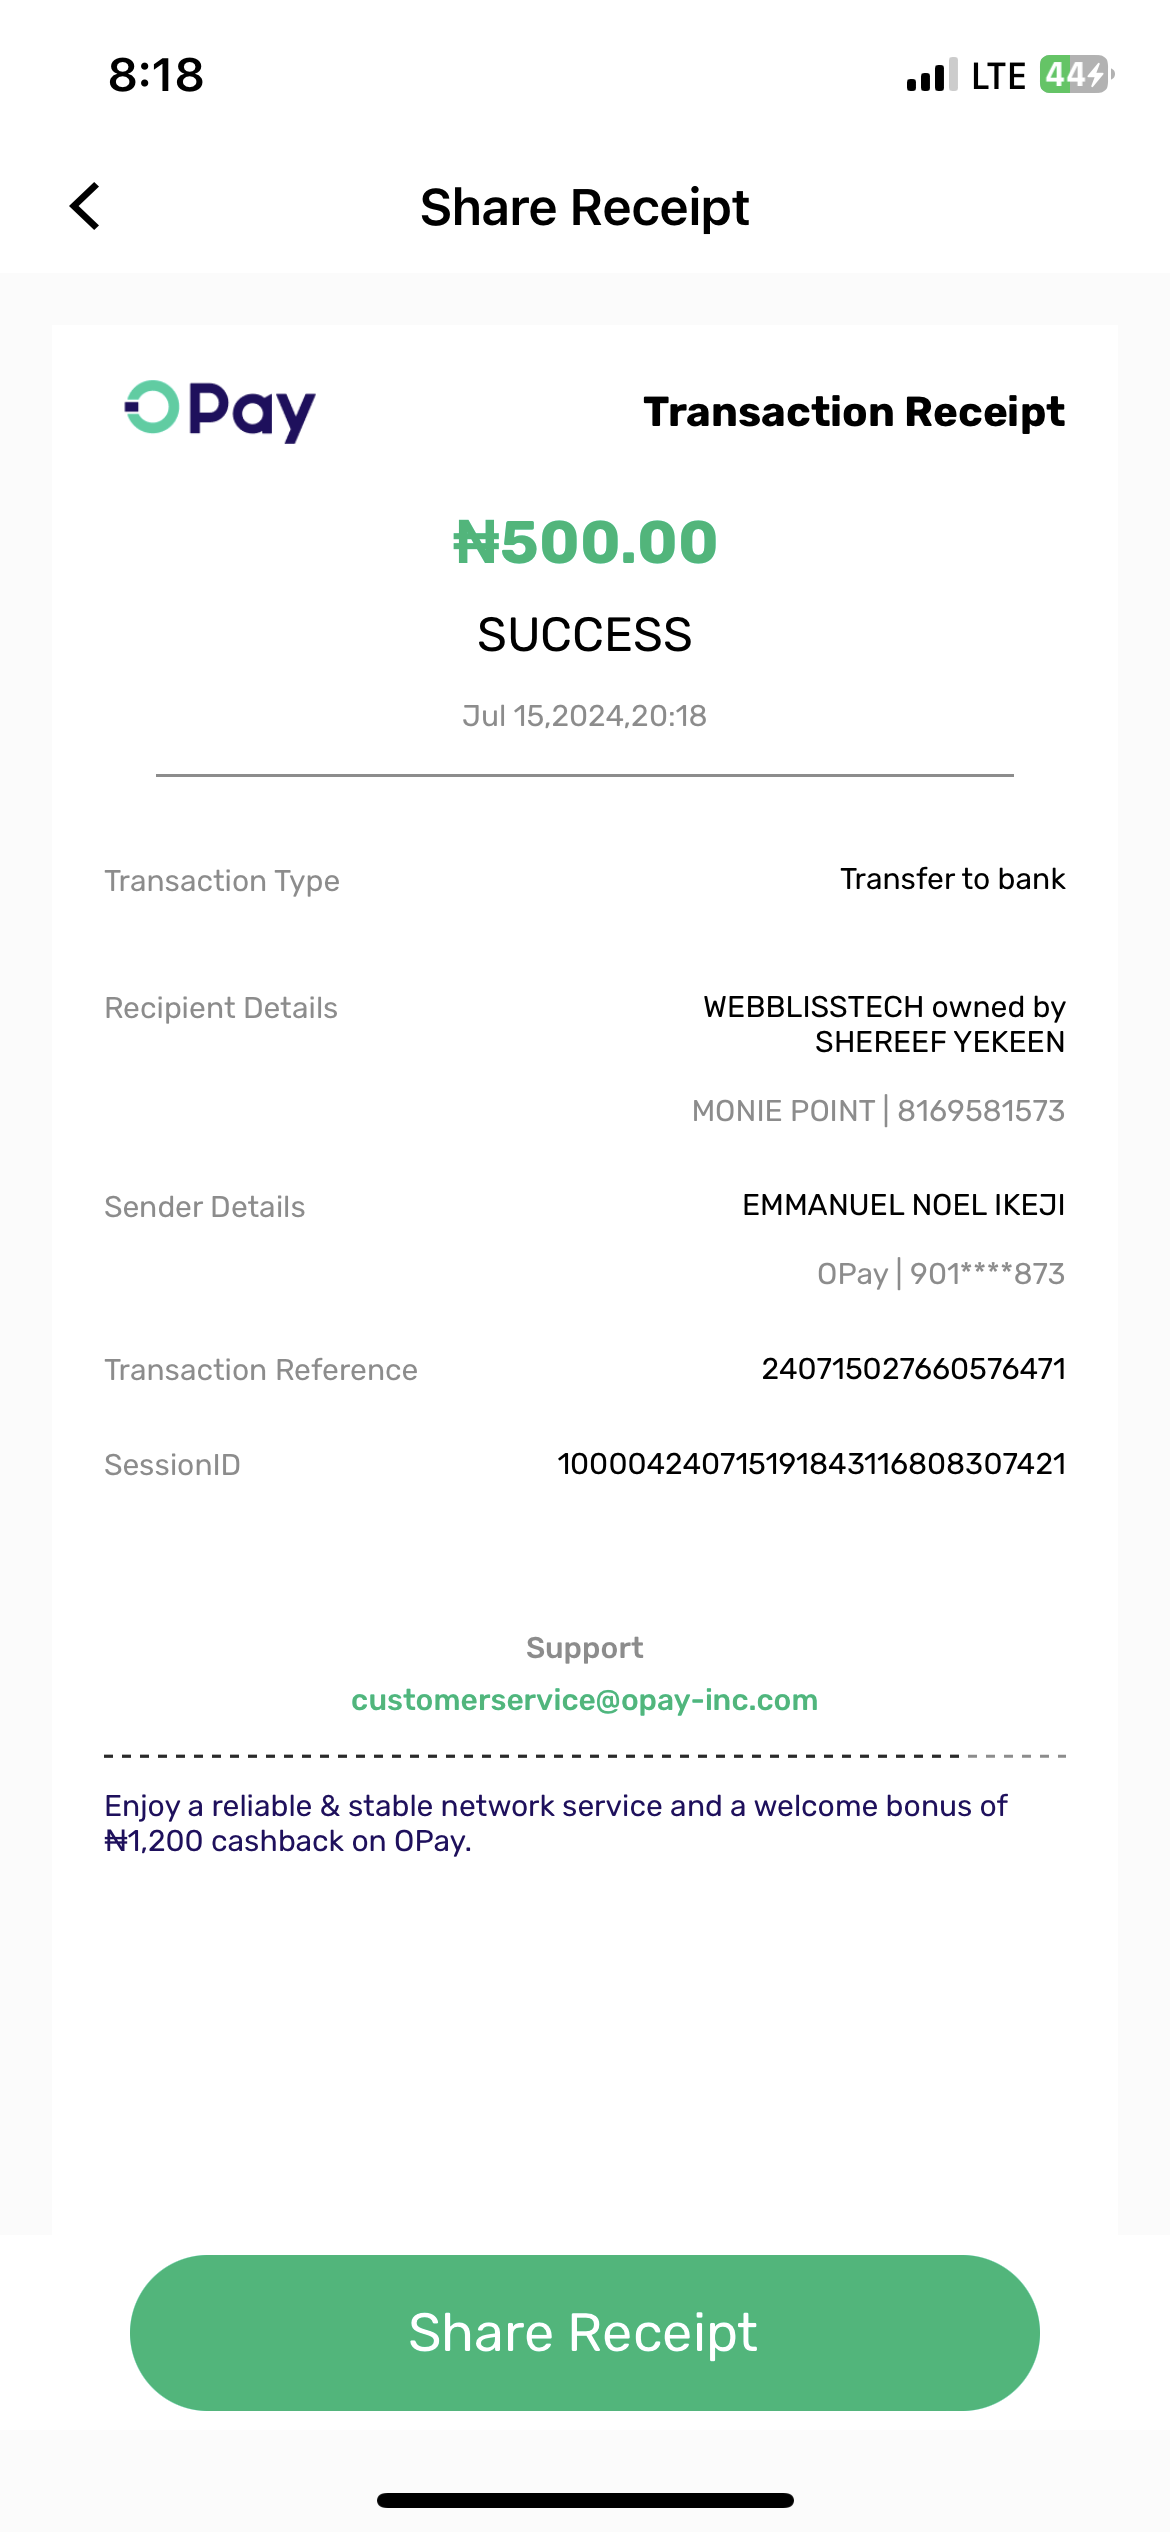 8:18
LTE 44
Share Receipt
OPay
Transaction Receipt
₦500.00
SUCCESS
Jul 15,2024,20:18
Transaction Type
Transfer to bank
Recipient Details
WEBBLISSTECH owned by
SHEREEF YEKEEN
MONIE POINT | 8169581573
Sender Details
EMMANUEL NOEL IKEJI
OPay | 901****873
Transaction Reference
240715027660576471
SessionID
100004240715191843116808307421
Support
customerservice@opay-inc.com
Enjoy a reliable & stable network service and a welcome bonus of
₦1,200 cashback on OPay.
Share Receipt